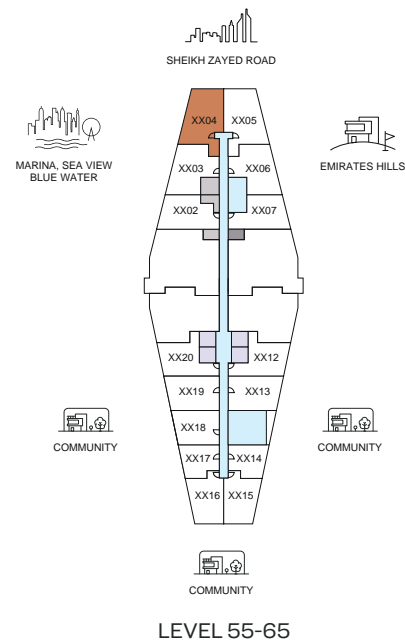 SHEIKH ZAYED ROAD
XX04 XX05
MARINA, SEA VIEW
BLUE WATER
EMIRATES HILLS
XX03 XX06
XX02 XX07
XX20 XX12
XX19 XX13
XX18
COMMUNITY
COMMUNITY
XX17 XX14
XX16 XX15
COMMUNITY
LEVEL 55-65